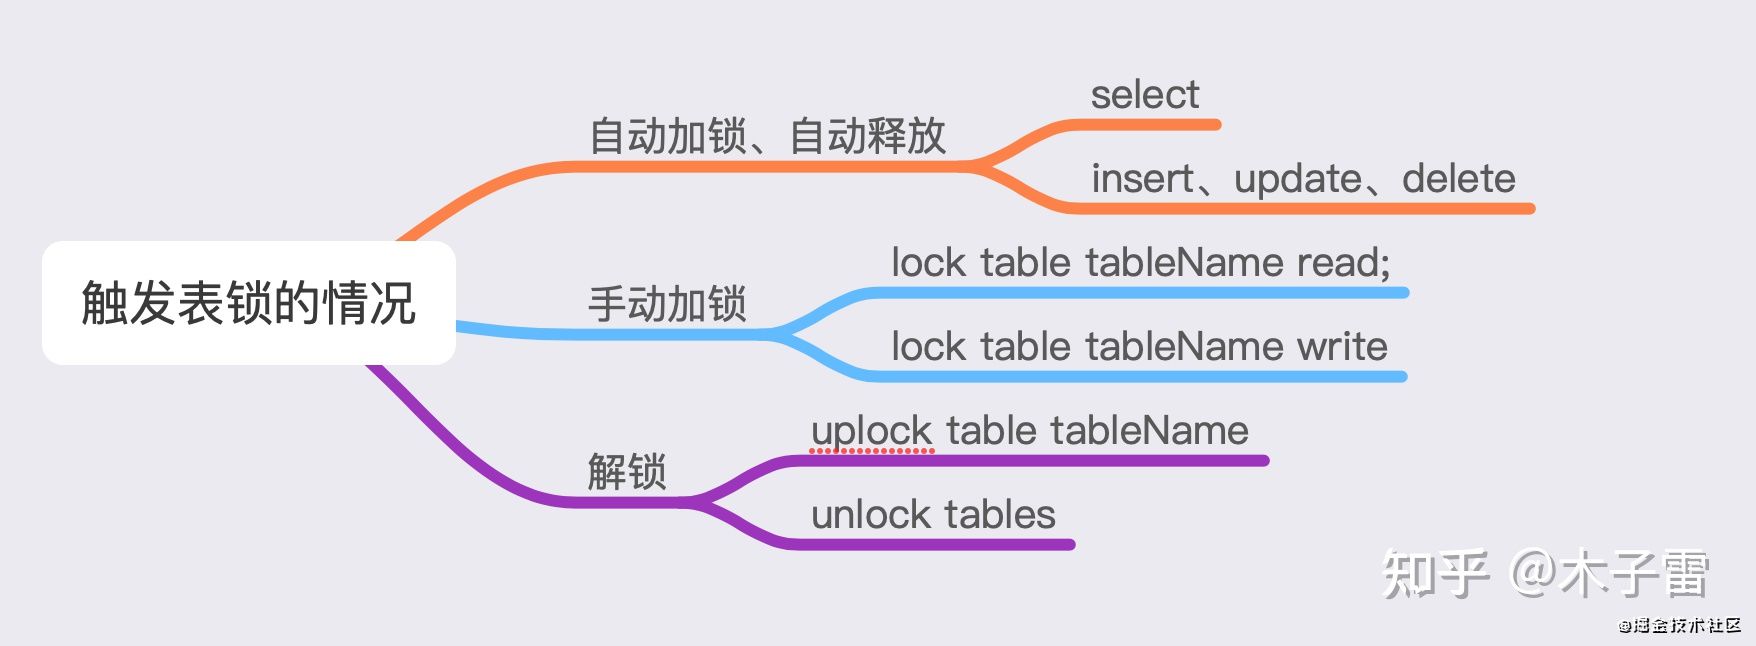 触发表锁的情况
自动加锁、自动释放
select
insert、update、delete
手动加锁
lock table tableName read;
lock table tableName write
解锁
uplock table tableName
unlock tables
知乎 @木子雷
@掘金技术社区